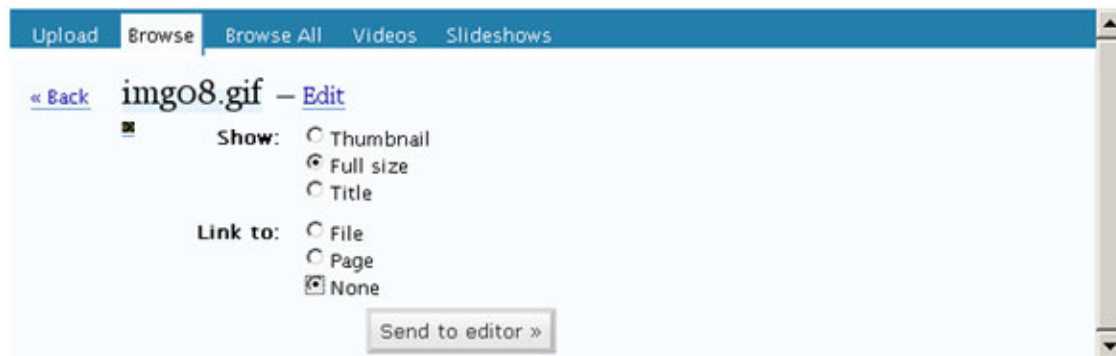 Upload Browse Browse All Videos Slideshows
« Back img08.gif – Edit
Show: Thumbnail
Full size
Title
Link to: File
Page
None
Send to editor »